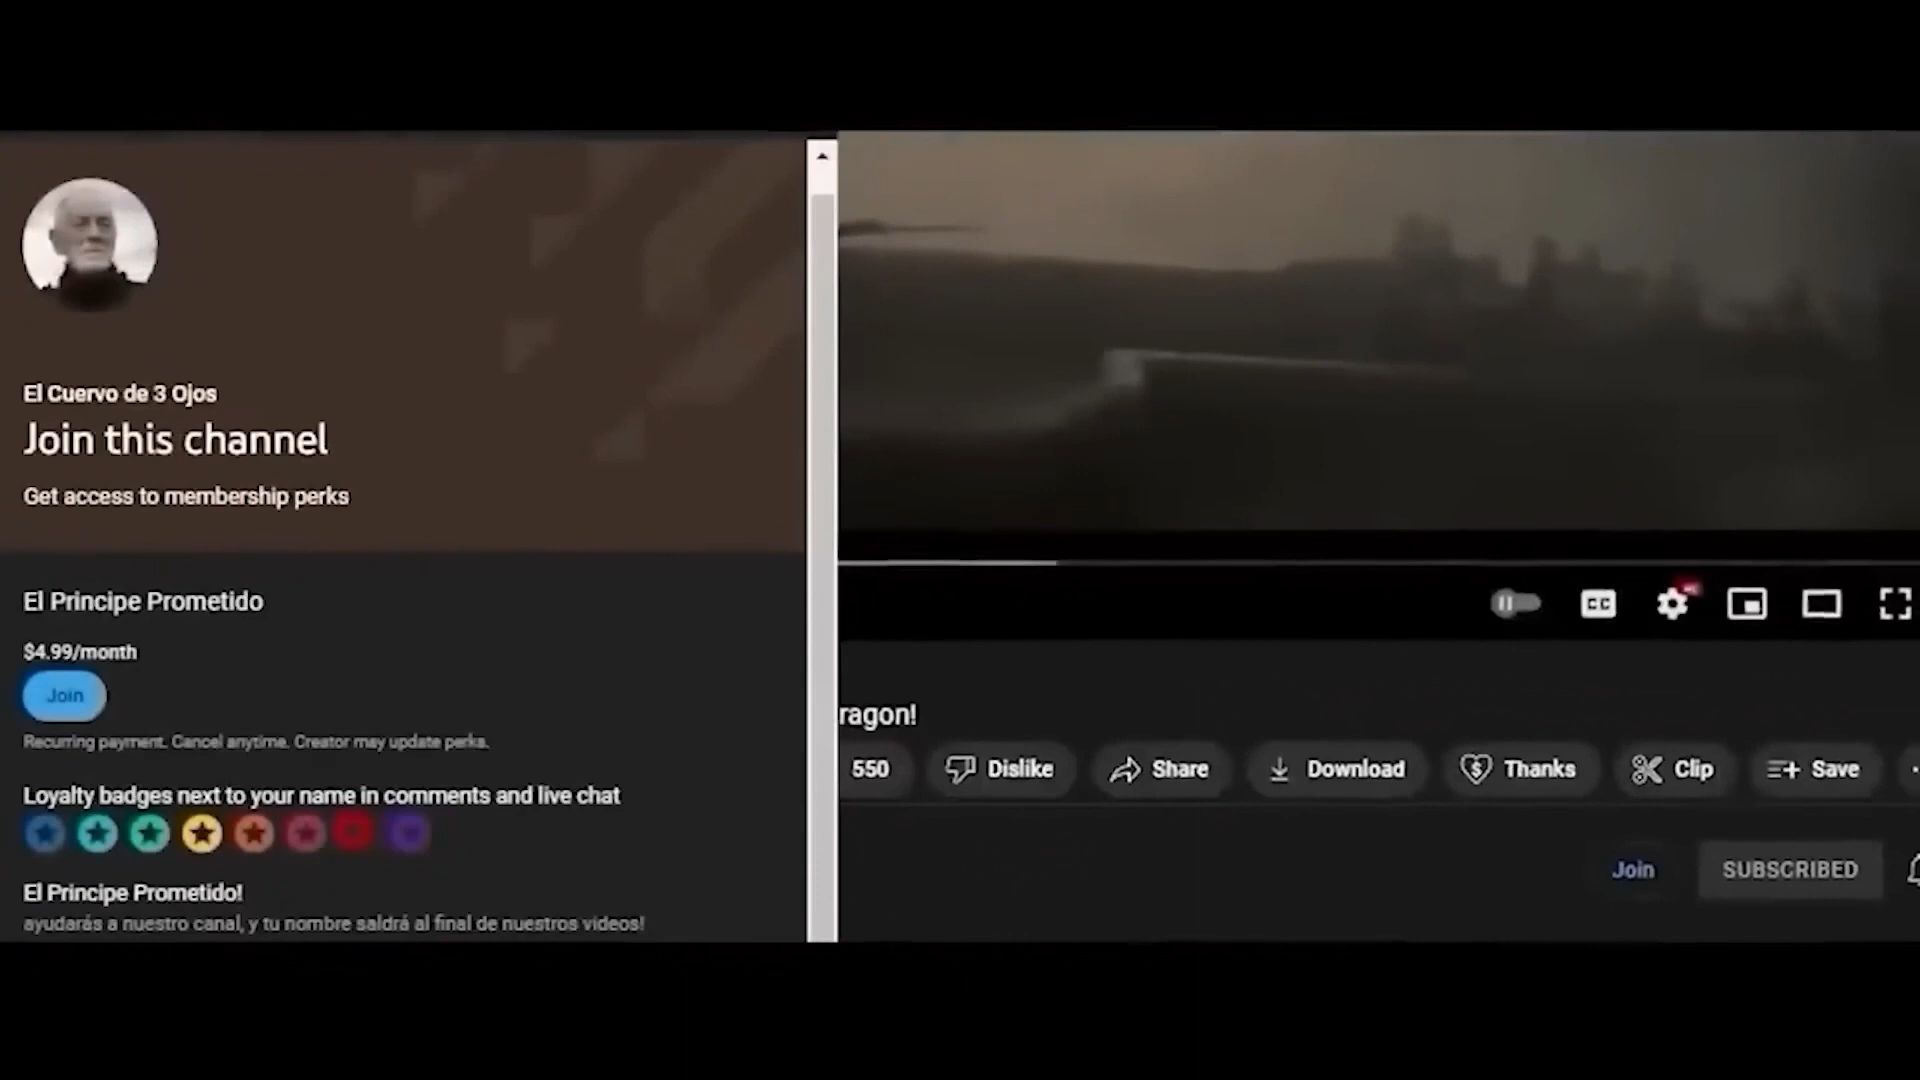 El Cuervo de 3 Ojos
Join this channel
Get access to membership perks
El Principe Prometido
$4.99/month
Join
Recurring payment. Cancel anytime. Creator may update perks.
Loyalty badges next to your name in comments and live chat
El Principe Prometido!
ayudarás a nuestro canal, y tu nombre saldrá al final de nuestros videos!
CC
ragon!
550 Dislike Share Download Thanks Clip Save
Join SUBSCRIBED